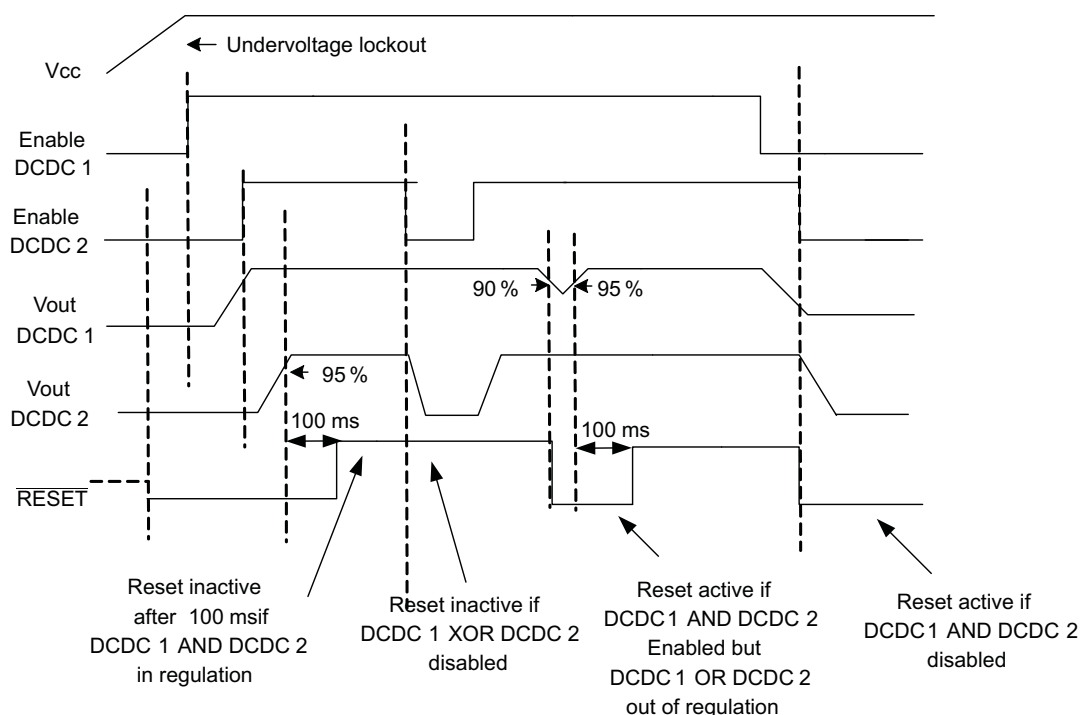 Undervoltage lockout
Vcc
Enable
DCDC 1
Enable
DCDC 2
90 %
95 %
Vout
DCDC 1
95 %
Vout
DCDC 2
100 ms
100 ms
RESET
Reset inactive
after 100 msif
DCDC 1 AND DCDC 2
in regulation
Reset inactive if
DCDC 1 XOR DCDC 2
disabled
Reset active if
DCDC1 AND DCDC 2
Enabled but
DCDC1 OR DCDC 2
out of regulation
Reset active if
DCDC1 AND DCDC 2
disabled